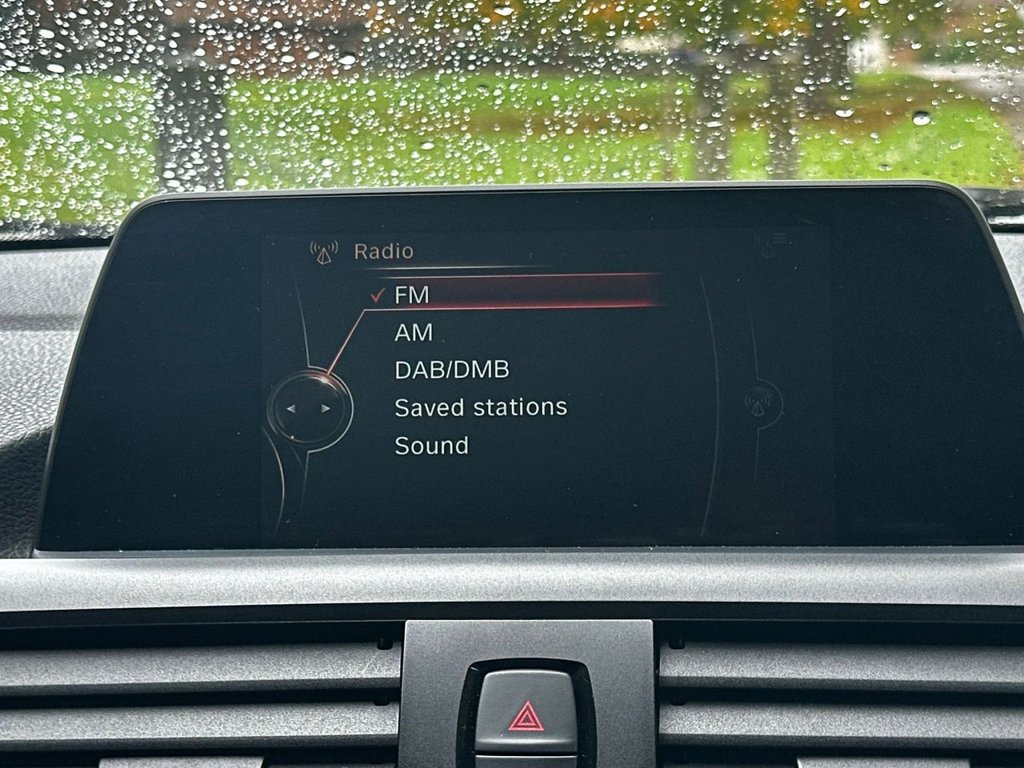 Radio
FM
AM
DAB/DMB
Saved stations
Sound